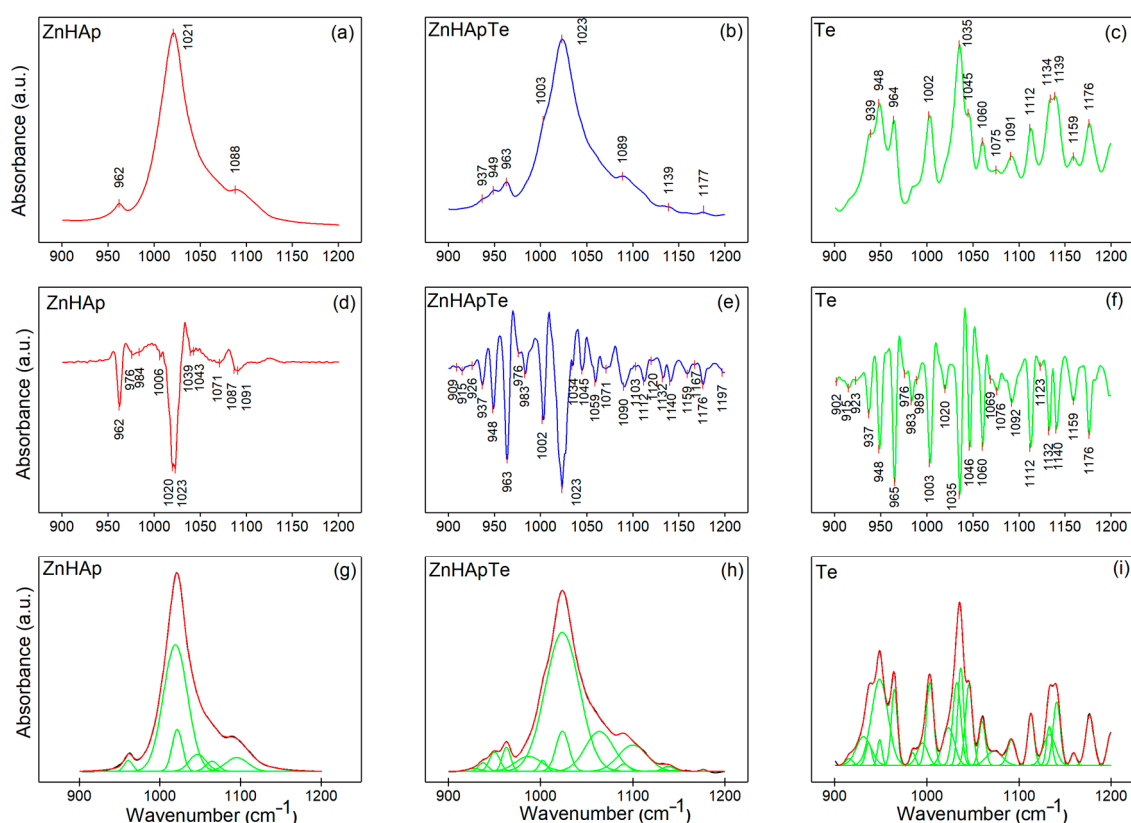 ZnHAp
(a)
1021
962
1088
Absorbance (a.u.)
900 950 1000 1050 1100 1150 1200
ZnHApTe
(b)
1023
1003
937
949
963
1089
1139
1177
900 950 1000 1050 1100 1150 1200
Te
(c)
939
948
964
1002
1035
1045
1060
1075
1091
1112
1134
1139
1159
1176
900 950 1000 1050 1100 1150 1200
ZnHAp
(d)
962
976
984
1006
1020
1023
1039
1043
1071
1087
1091
Absorbance (a.u.)
900 950 1000 1050 1100 1150 1200
ZnHApTe
(e)
909
915
926
937
948
963
976
983
1002
1023
1034
1045
1059
1071
1090
1103
1112
1120
1132
1140
1159
1167
1176
1197
900 950 1000 1050 1100 1150 1200
Te
(f)
902
915
923
937
948
965
976
983
989
1003
1020
1035
1046
1060
1069
1076
1092
1112
1123
1132
1140
1159
1176
900 950 1000 1050 1100 1150 1200
ZnHAp
(g)
Absorbance (a.u.)
900 1000 1100 1200
Wavenumber (cm⁻¹)
ZnHApTe
(h)
900 950 1000 1050 1100 1150 1200
Wavenumber (cm⁻¹)
Te
(i)
900 950 1000 1050 1100 1150 1200
Wavenumber (cm⁻¹)